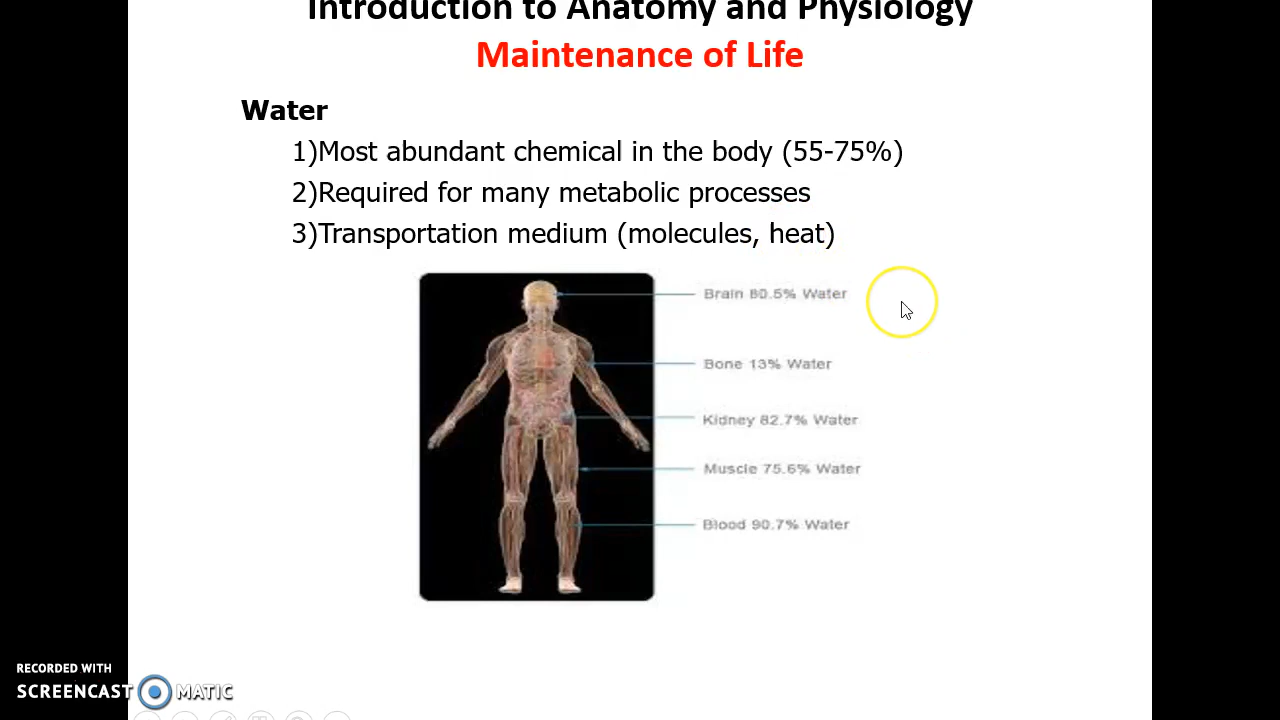 Introduction to Anatomy and Physiology
Maintenance of Life
Water
1)Most abundant chemical in the body (55-75%)
2)Required for many metabolic processes
3)Transportation medium (molecules, heat)
Brain 80.5% Water
Bone 13% Water
Kidney 82.7% Water
Muscle 75.6% Water
Blood 90.7% Water
RECORDED WITH
SCREENCAST MATIC